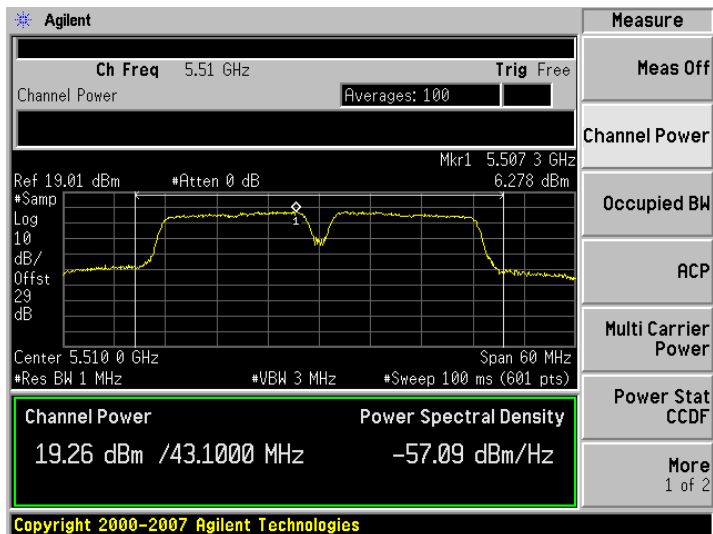 Agilent
Measure
Ch Freq 5.51 GHz Trig Free
Channel Power Averages: 100
Mkr1 5.507 3 GHz
Ref 19.01 dBm #Atten 0 dB 6.278 dBm
#Samp
Log
10
dB/
Offst
29
dB
1
Center 5.510 0 GHz Span 60 MHz
#Res BW 1 MHz #VBW 3 MHz #Sweep 100 ms (601 pts)
Channel Power Power Spectral Density
19.26 dBm /43.1000 MHz -57.09 dBm/Hz
Copyright 2000-2007 Agilent Technologies
Meas Off
Channel Power
Occupied BW
ACP
Multi Carrier
Power
Power Stat
CCDF
More
1 of 2